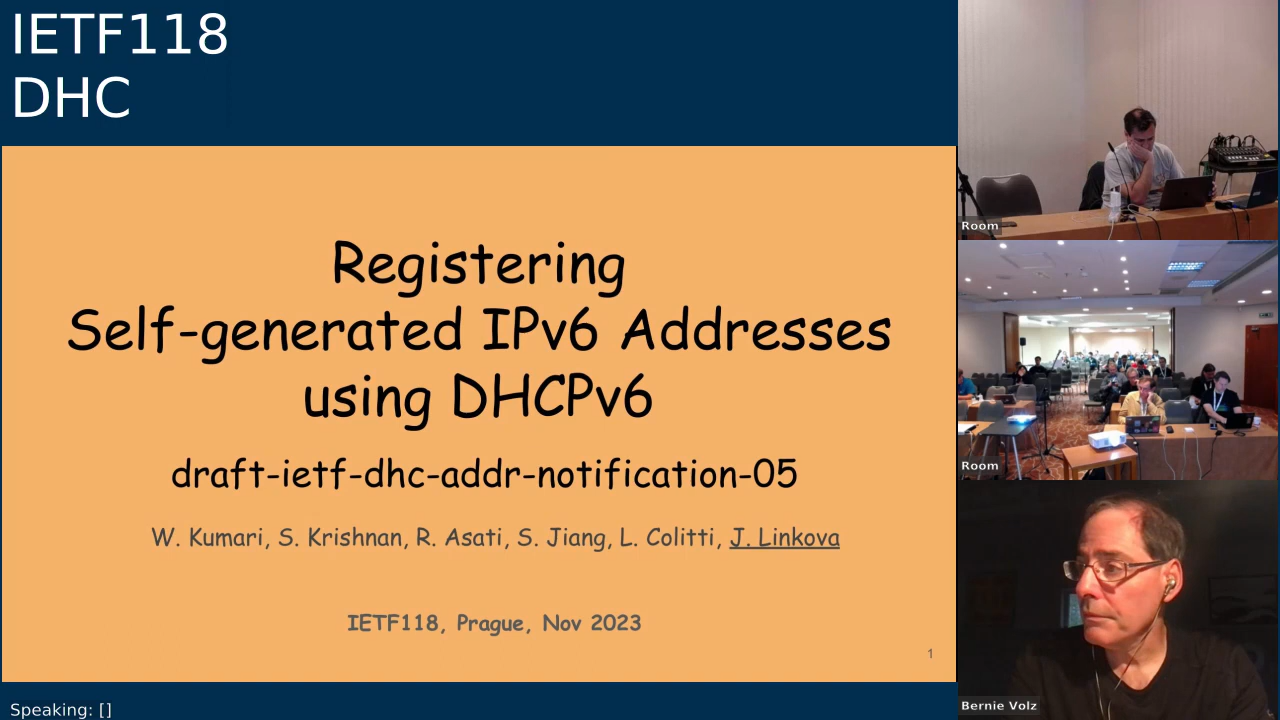 IETF118
DHC
Registering
Self-generated IPv6 Addresses
using DHCPv6
draft-ietf-dhc-addr-notification-05
W. Kumari, S. Krishnan, R. Asati, S. Jiang, L. Colitti, J. Linkova
IETF118, Prague, Nov 2023
1
Speaking: []
Room
Room
Bernie Volz